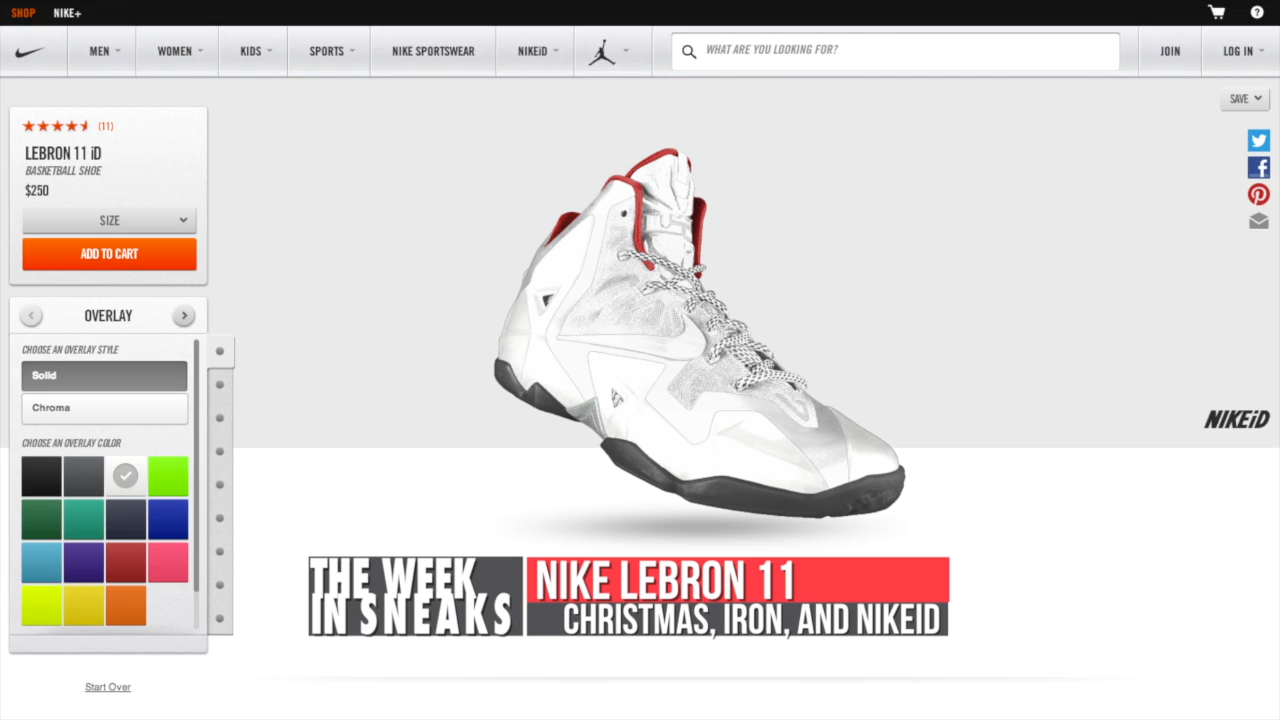 SHOP NIKE+
MEN WOMEN KIDS SPORTS NIKE SPORTSWEAR NIKEiD WHAT ARE YOU LOOKING FOR? JOIN LOG IN
SAVE
(11)
LEBRON 11 iD
BASKETBALL SHOE
$250
SIZE
ADD TO CART
OVERLAY
CHOOSE AN OVERLAY STYLE
Solid
Chroma
CHOOSE AN OVERLAY COLOR
NIKEiD
THE WEEK
IN SNEAKS
NIKE LEBRON 11
CHRISTMAS, IRON, AND NIKEID
Start Over